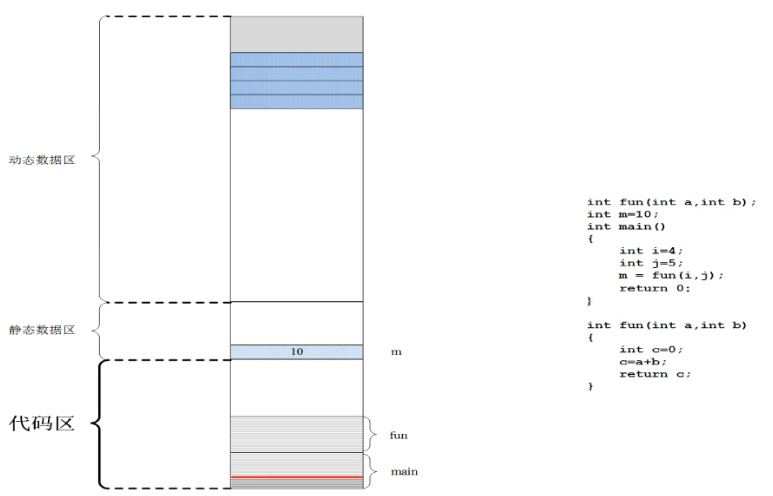 动态数据区
静态数据区
10
m
代码区
fun
main
int fun(int a,int b);
int m=10;
int main()
{
int i=4;
int j=5;
m = fun(i,j);
return 0;
}
int fun(int a,int b)
{
int c=0;
c=a+b;
return c;
}